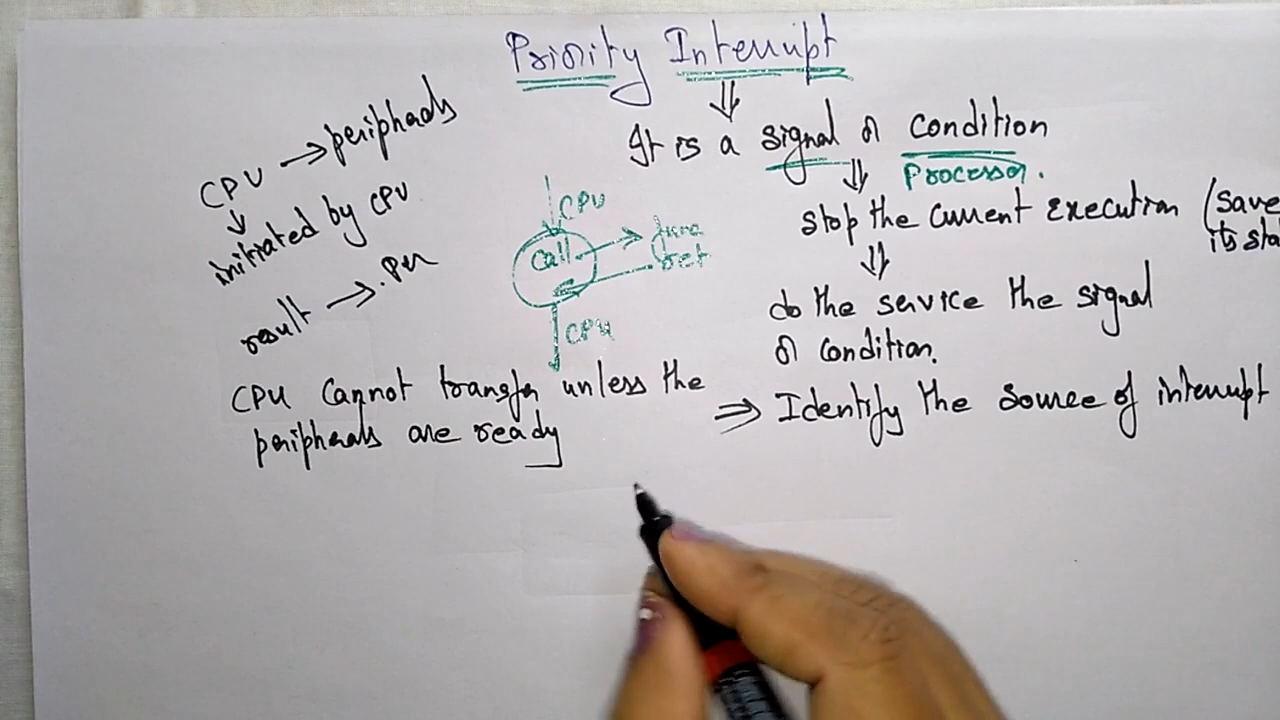 Priority Interrupt
It is a signal or condition
Processor.
stop the current execution (save
its sta
do the service the signal
or condition.
⇒ Identify the source of interrupt
CPU → peripherals
initiated by CPU
result → . Per
CPU
call
func
ret
CPU
CPU cannot transfer unless the
peripherals are ready